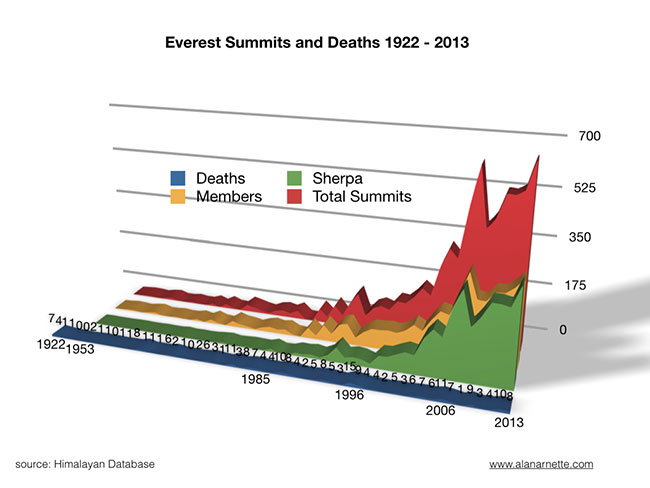 Everest Summits and Deaths 1922 - 2013
700
Deaths
Sherpa
525
Members
Total Summits
350
175
0
1922
1953
1985
1996
2006
2013
source: Himalayan Database
www.alanarnette.com